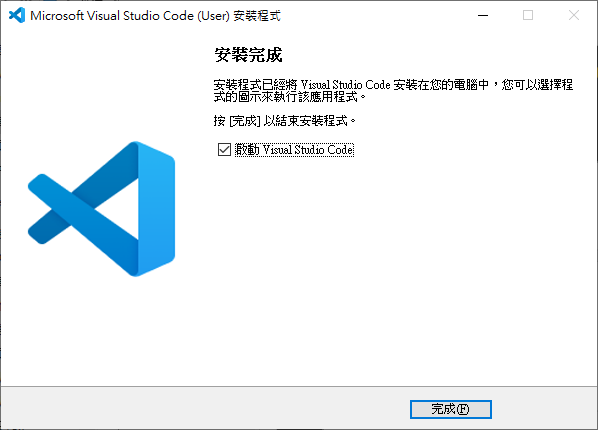 Microsoft Visual Studio Code (User) 安裝程式
安裝完成
安裝程式已經將 Visual Studio Code 安裝在您的電腦中，您可以選擇程
式的圖示來執行該應用程式。
按 [完成] 以結束安裝程式。
啟動 Visual Studio Code
完成(F)